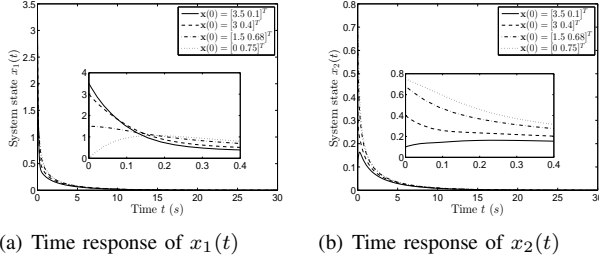 x(0) = [3.5 0.1]^T
x(0) = [3 0.4]^T
x(0) = [1.5 0.68]^T
x(0) = [0 0.75]^T
System state x₁(t)
3.5
3
2.5
2
1.5
1
0.5
0
0 5 10 15 20 25 30
Time t (s)
4
3
2
1
0
0 0.1 0.2 0.3 0.4
x(0) = [3.5 0.1]^T
x(0) = [3 0.4]^T
x(0) = [1.5 0.68]^T
x(0) = [0 0.75]^T
System state x₂(t)
0.8
0.7
0.6
0.5
0.4
0.3
0.2
0.1
0
0 5 10 15 20 25 30
Time t (s)
0.8
0.6
0.4
0.2
0
0 0.1 0.2 0.3 0.4
(a) Time response of x₁(t)
(b) Time response of x₂(t)